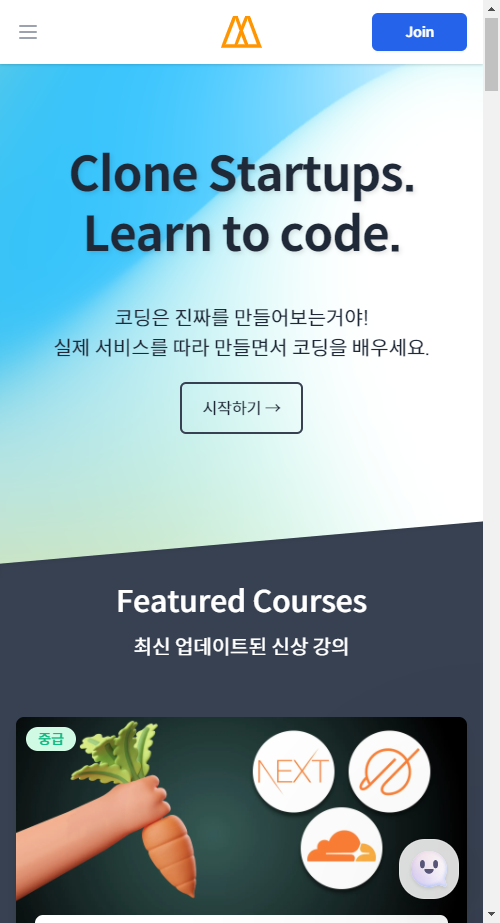 Join
Clone Startups.
Learn to code.
코딩은 진짜를 만들어보는거야!
실제 서비스를 따라 만들면서 코딩을 배우세요.
시작하기 →
Featured Courses
최신 업데이트된 신상 강의
중급
NEXT